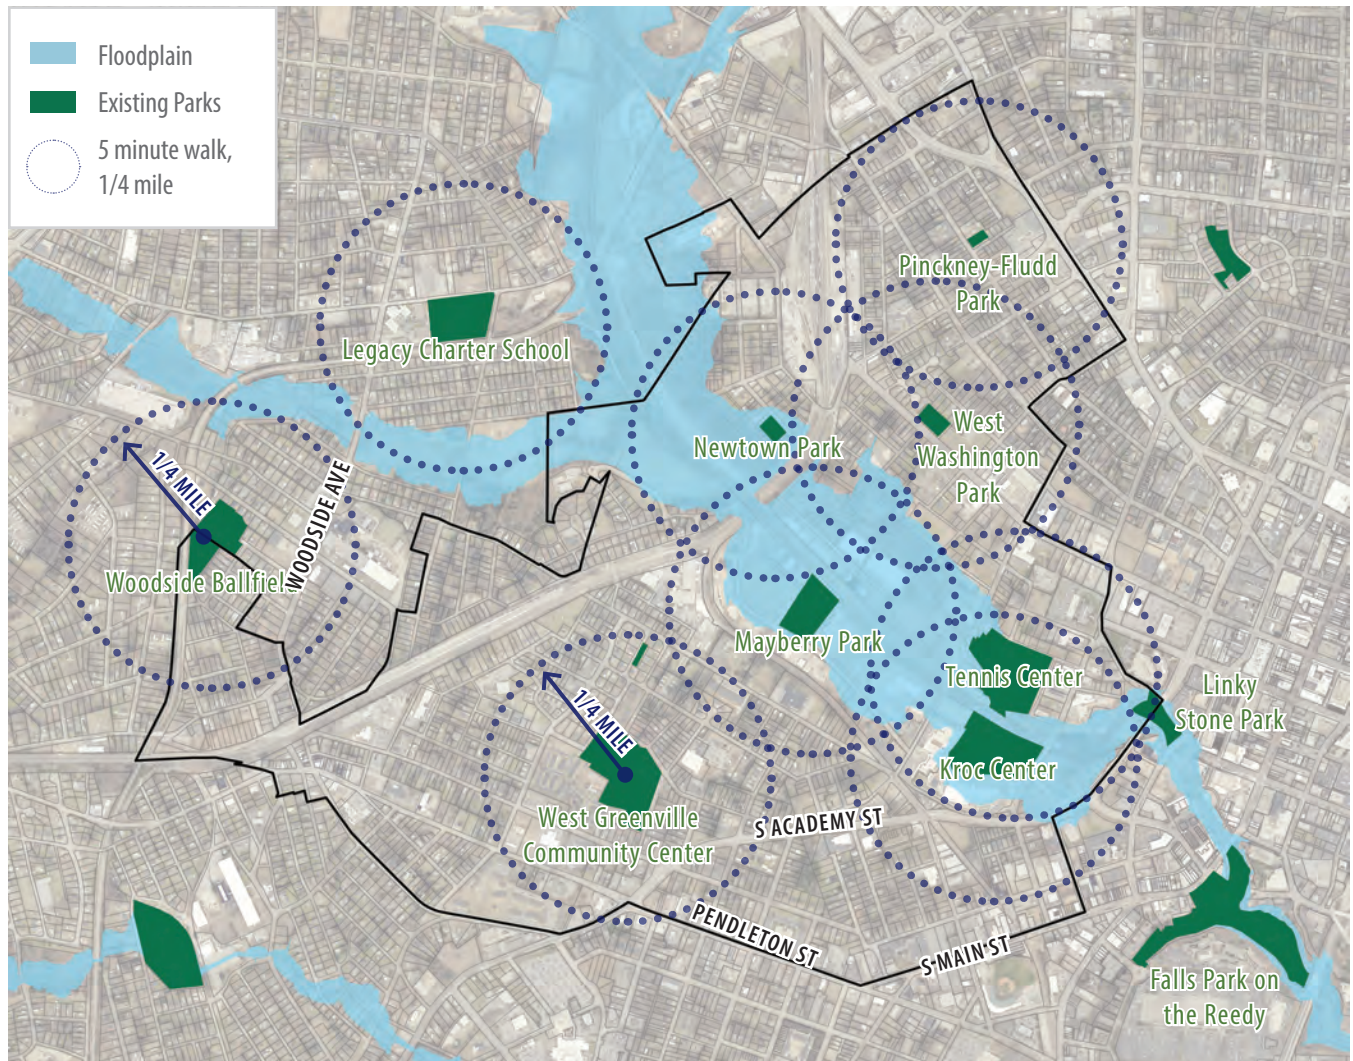 Floodplain
Existing Parks
5 minute walk,
1/4 mile
Pinckney-Fludd
Park
Legacy Charter School
West
Washington
Park
Newtown Park
1/4 MILE
WOODSIDE AVE
Woodside Ballfiel
Mayberry Park
Tennis Center
Linky
Stone Park
1/4 MILE
Kroc Center
West Greenville
Community Center
S ACADEMY ST
PENDLETON ST
S MAIN ST
Falls Park on
the Reedy